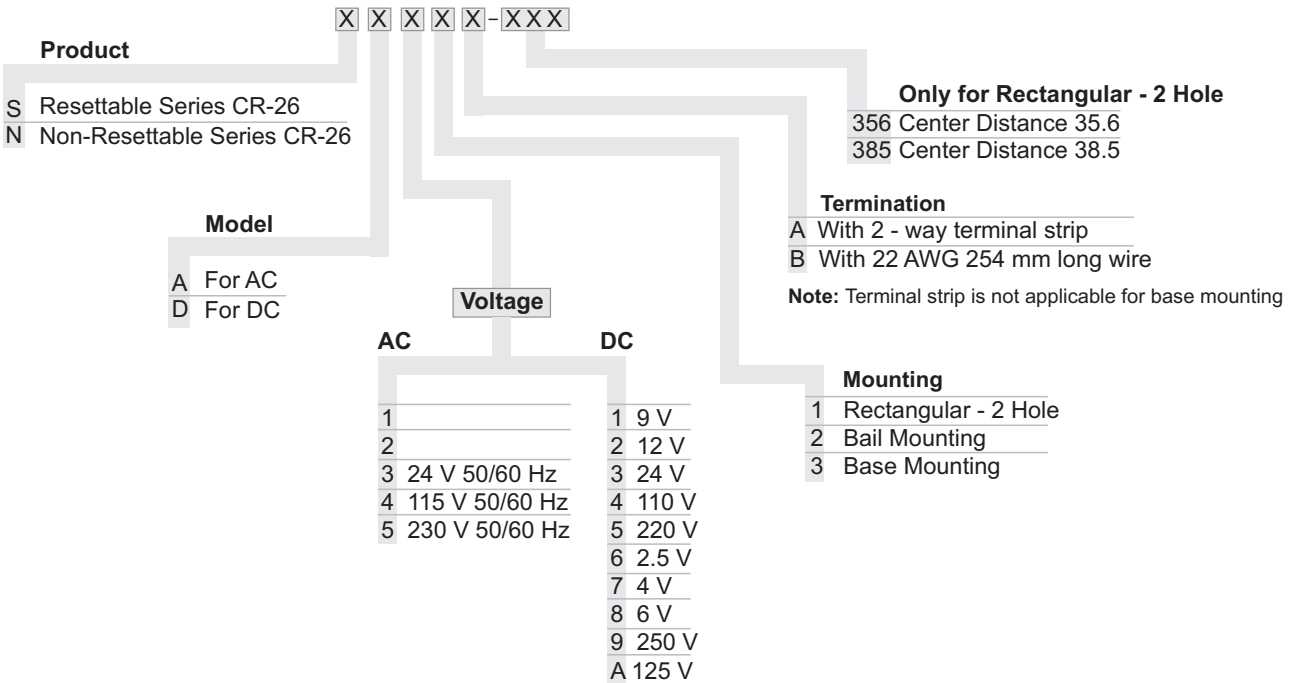 X X X X X - X X X
Product
S Resettable Series CR-26
N Non-Resettable Series CR-26
Only for Rectangular - 2 Hole
356 Center Distance 35.6
385 Center Distance 38.5
Termination
A With 2 - way terminal strip
B With 22 AWG 254 mm long wire
Note: Terminal strip is not applicable for base mounting
Model
A For AC
D For DC
Voltage
AC
1
2
3 24 V 50/60 Hz
4 115 V 50/60 Hz
5 230 V 50/60 Hz
DC
1 9 V
2 12 V
3 24 V
4 110 V
5 220 V
6 2.5 V
7 4 V
8 6 V
9 250 V
A 125 V
Mounting
1 Rectangular - 2 Hole
2 Bail Mounting
3 Base Mounting